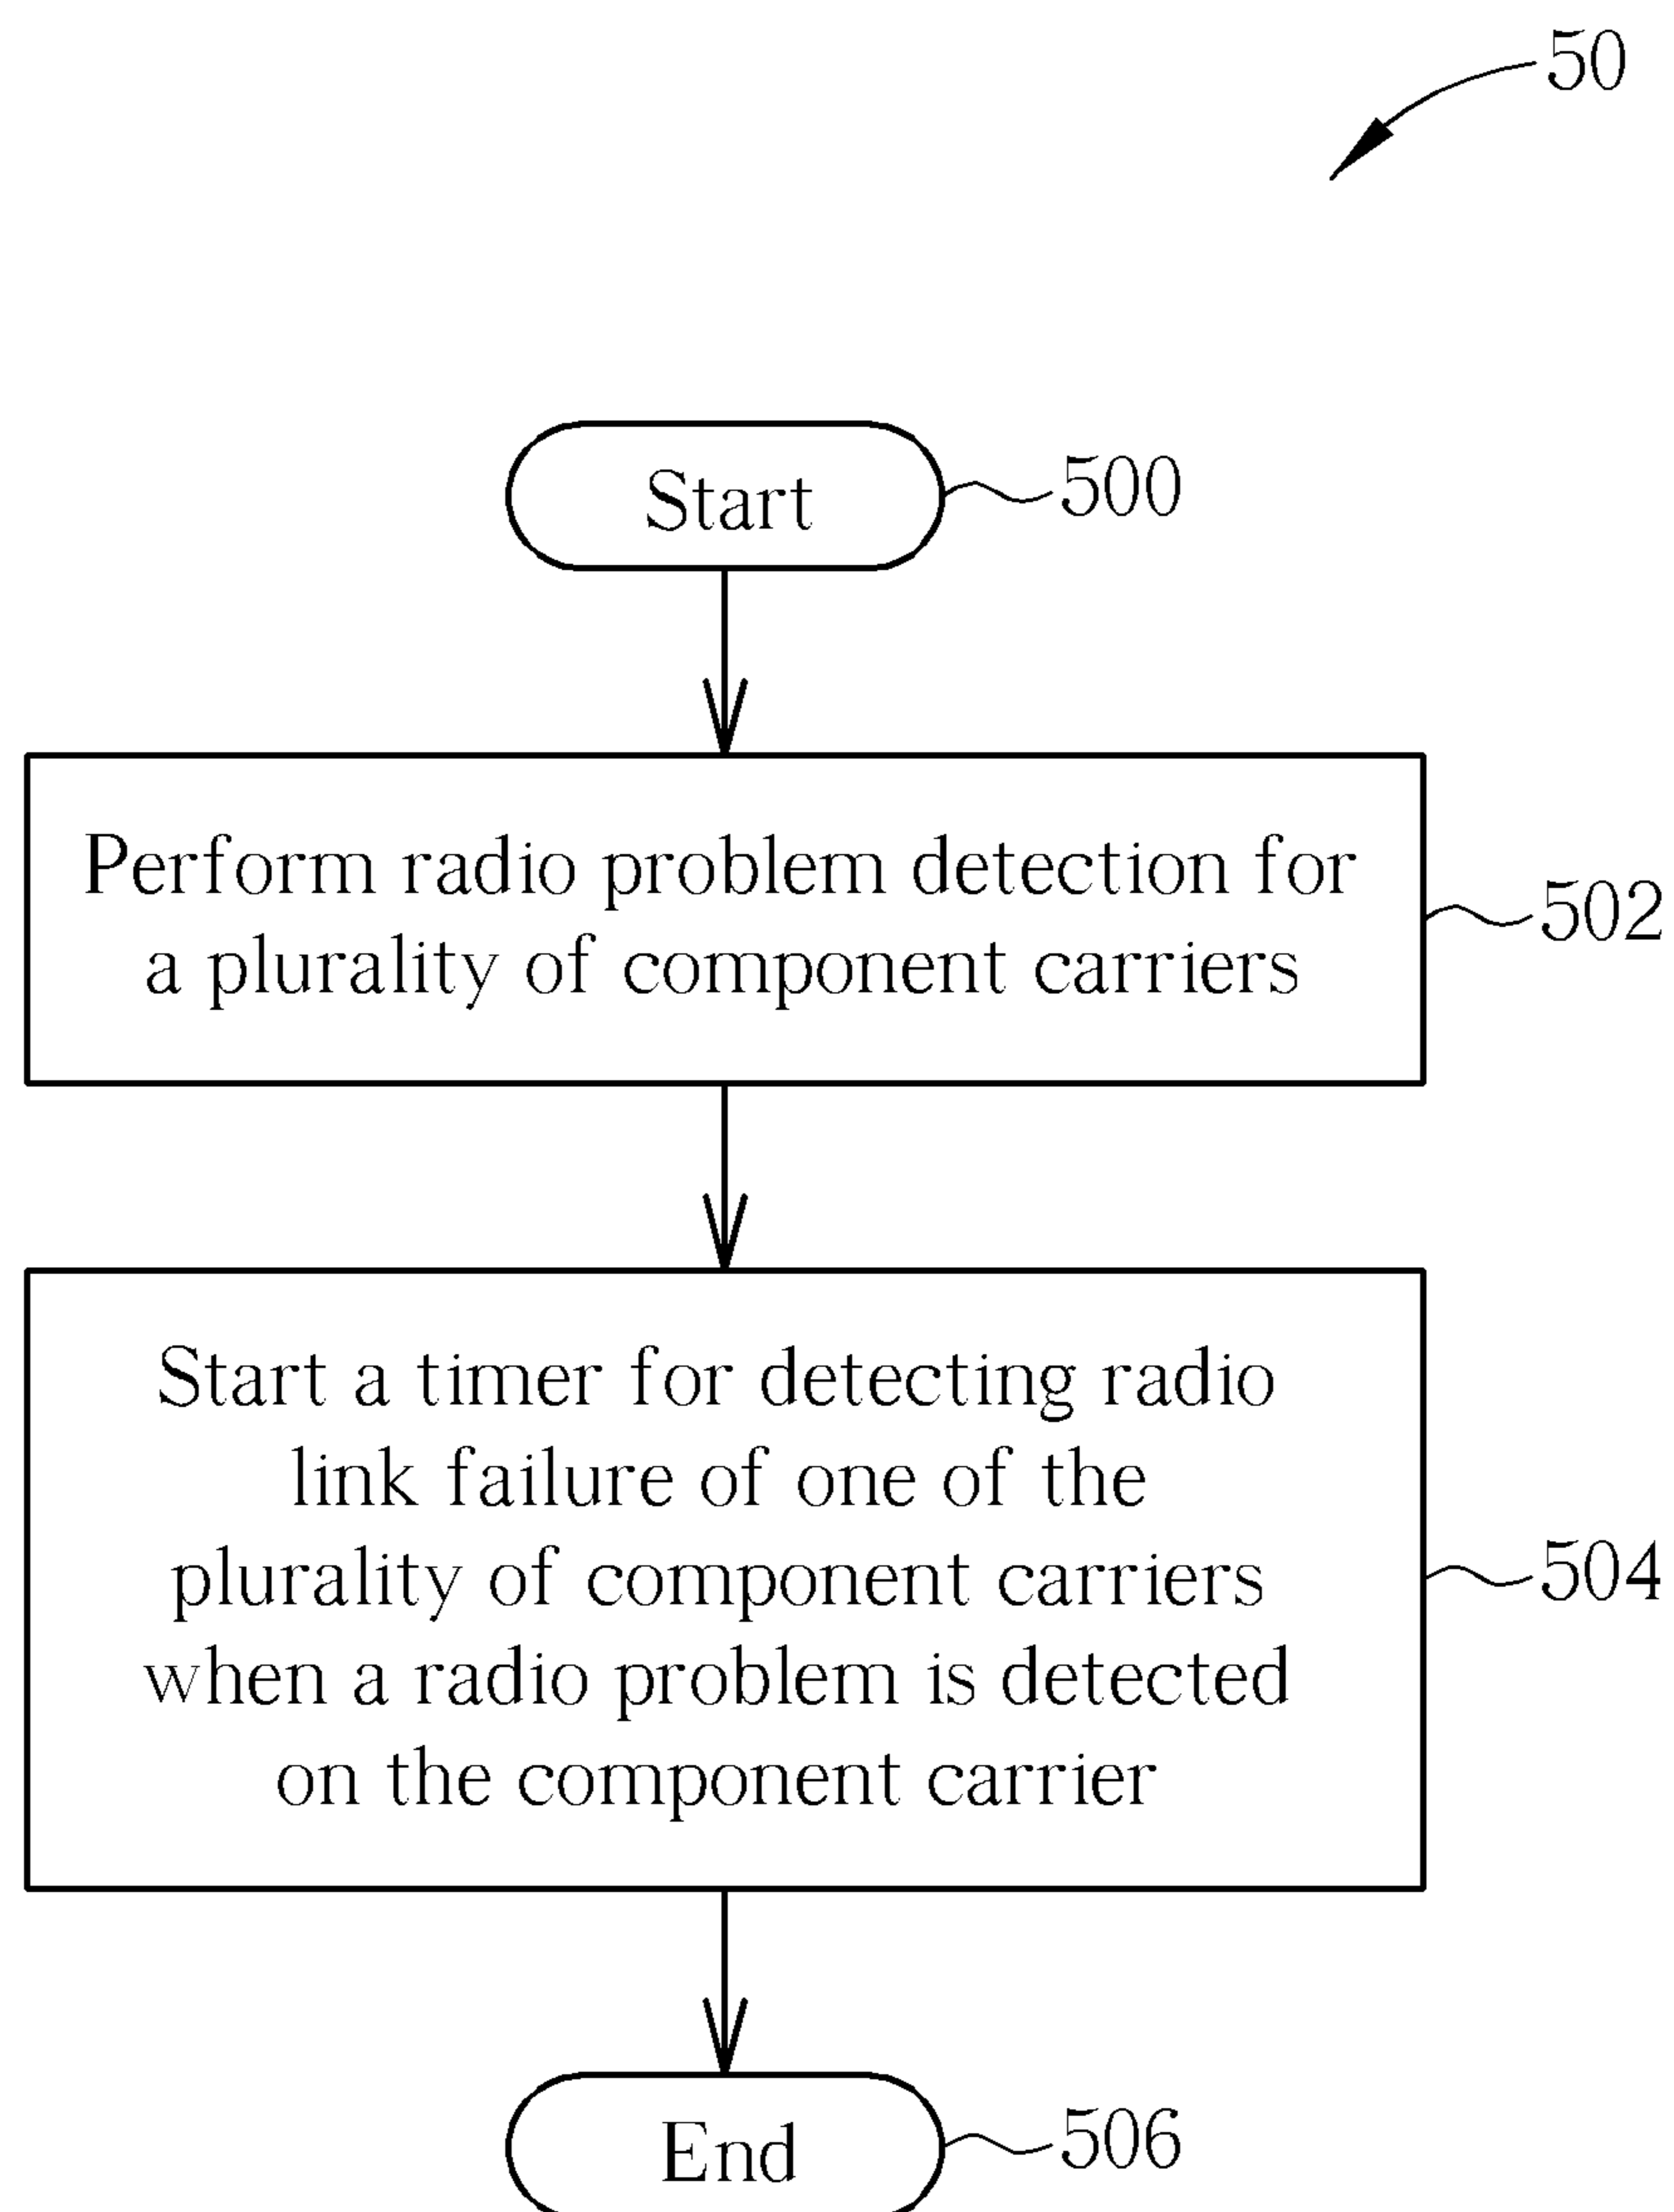 50
Start
500
Perform radio problem detection for
a plurality of component carriers
502
Start a timer for detecting radio
link failure of one of the
plurality of component carriers
when a radio problem is detected
on the component carrier
504
End
506